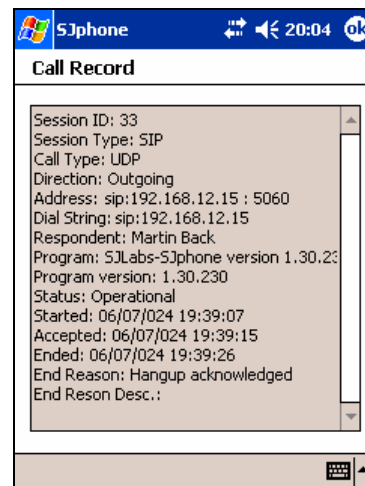 SJphone 20:04 ok
Call Record
Session ID: 33
Session Type: SIP
Call Type: UDP
Direction: Outgoing
Address: sip:192.168.12.15 : 5060
Dial String: sip:192.168.12.15
Respondent: Martin Back
Program: SJLabs-SJphone version 1.30.23
Program version: 1.30.230
Status: Operational
Started: 06/07/024 19:39:07
Accepted: 06/07/024 19:39:15
Ended: 06/07/024 19:39:26
End Reason: Hangup acknowledged
End Reson Desc.: